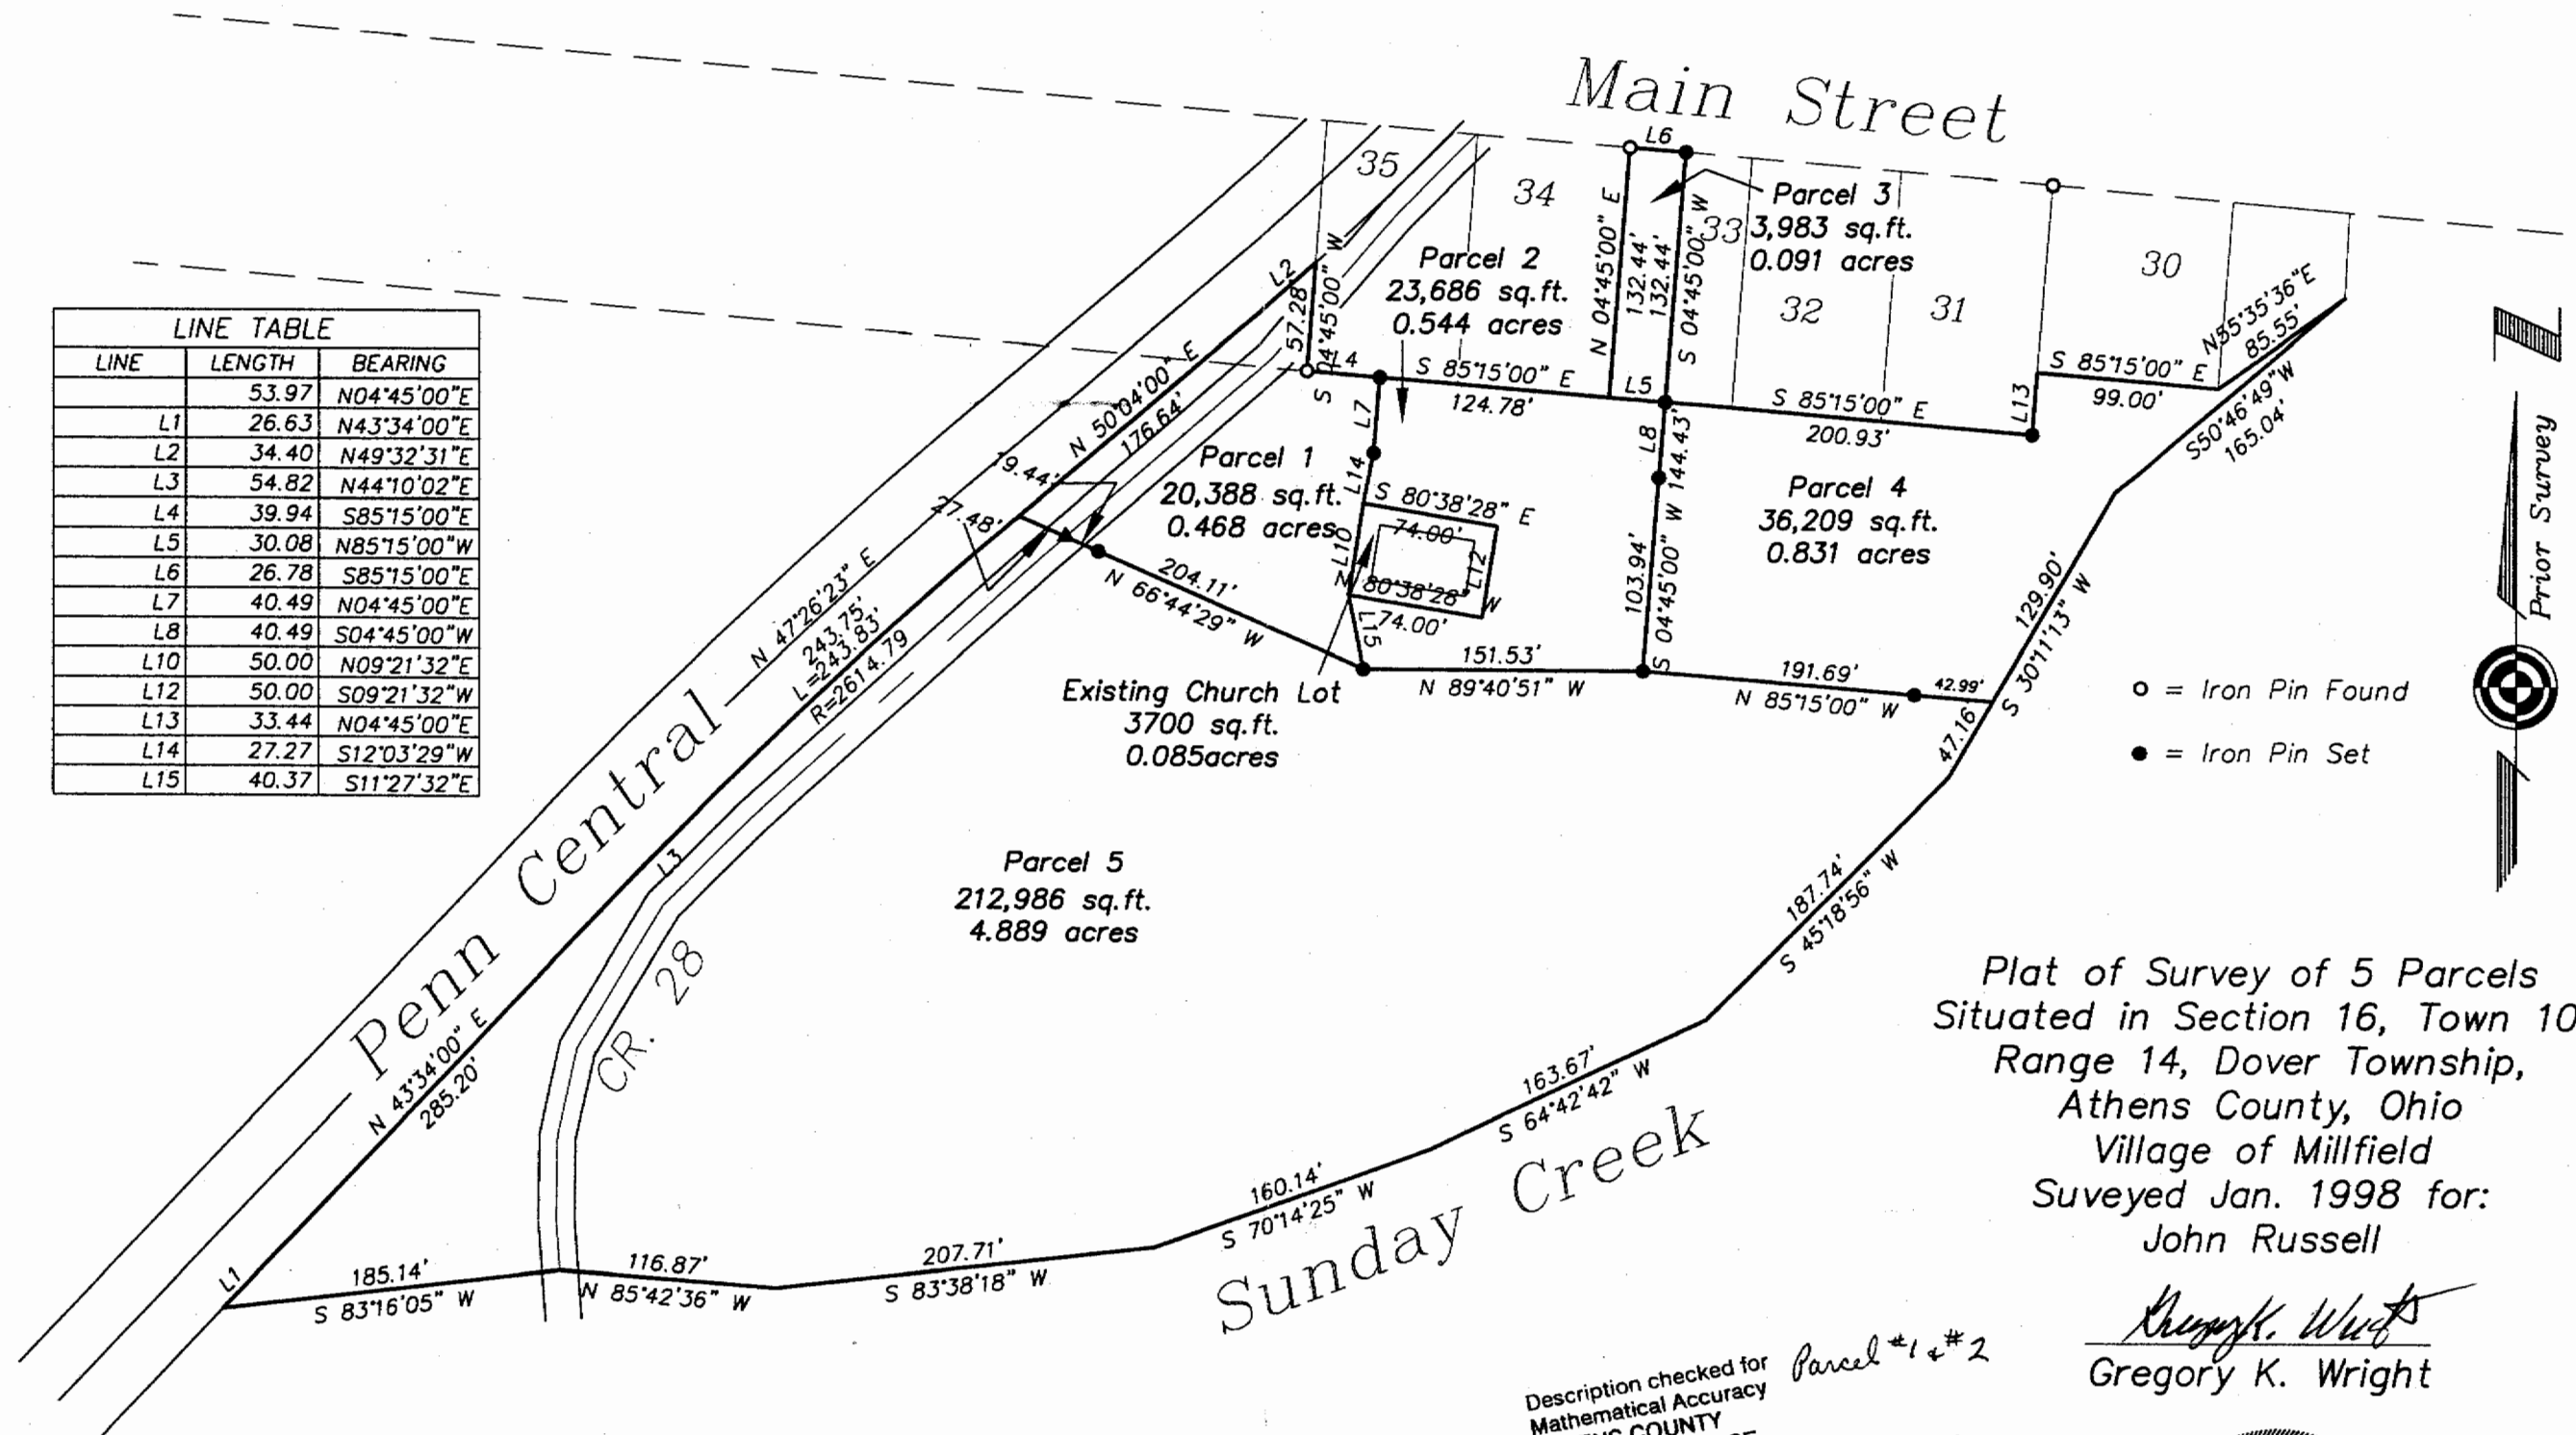 Main Street
35
34
33
32
31
30
L6
Parcel 3
3,983 sq.ft.
0.091 acres
N 04°45'00" E
132.44'
132.44'
S 04°45'00" W
Parcel 2
23,686 sq.ft.
0.544 acres
L2
57.28'
S 04°45'00" W
L4
S 85°15'00" E
124.78'
L5
S 85°15'00" E
200.93'
L13
S 85°15'00" E
99.00'
N55°35'36"E
85.55'
S50°46'49"W
165.04'
LINE TABLE
LINE LENGTH BEARING
53.97 N04°45'00"E
L1 26.63 N43°34'00"E
L2 34.40 N49°32'31"E
L3 54.82 N44°10'02"E
L4 39.94 S85°15'00"E
L5 30.08 N85°15'00"W
L6 26.78 S85°15'00"E
L7 40.49 N04°45'00"E
L8 40.49 S04°45'00"W
L10 50.00 N09°21'32"E
L12 50.00 S09°21'32"W
L13 33.44 N04°45'00"E
L14 27.27 S12°03'29"W
L15 40.37 S11°27'32"E
N 50°04'00" E
176.64'
19.44'
27.48'
Parcel 1
20,388 sq.ft.
0.468 acres
L7
L14
L10
L15
S 80°38'28" E
74.00'
L12
N 80°38'28" W
74.00'
L8
144.43'
103.94'
S 04°45'00" W
Parcel 4
36,209 sq.ft.
0.831 acres
204.11'
N 66°44'29" W
151.53'
N 89°40'51" W
191.69'
N 85°15'00" W
42.99'
129.90'
S 30°11'13" W
47.16'
Existing Church Lot
3700 sq.ft.
0.085acres
N 47°26'23" E
243.75'
L=243.83'
R=2614.79
Penn Central
L3
CR. 28
N 43°34'00" E
285.20'
L1
Parcel 5
212,986 sq.ft.
4.889 acres
187.74'
S 45°18'56" W
163.67'
S 64°42'42" W
160.14'
S 70°14'25" W
207.71'
S 83°38'18" W
116.87'
N 85°42'36" W
185.14'
S 83°16'05" W
Sunday Creek
Prior Survey
= Iron Pin Found
= Iron Pin Set
Plat of Survey of 5 Parcels
Situated in Section 16, Town 10
Range 14, Dover Township,
Athens County, Ohio
Village of Millfield
Suveyed Jan. 1998 for:
John Russell
Gregory K. Wright
Gregory K. Wright
Description checked for
Mathematical Accuracy
COUNTY
Parcel #1 & #2